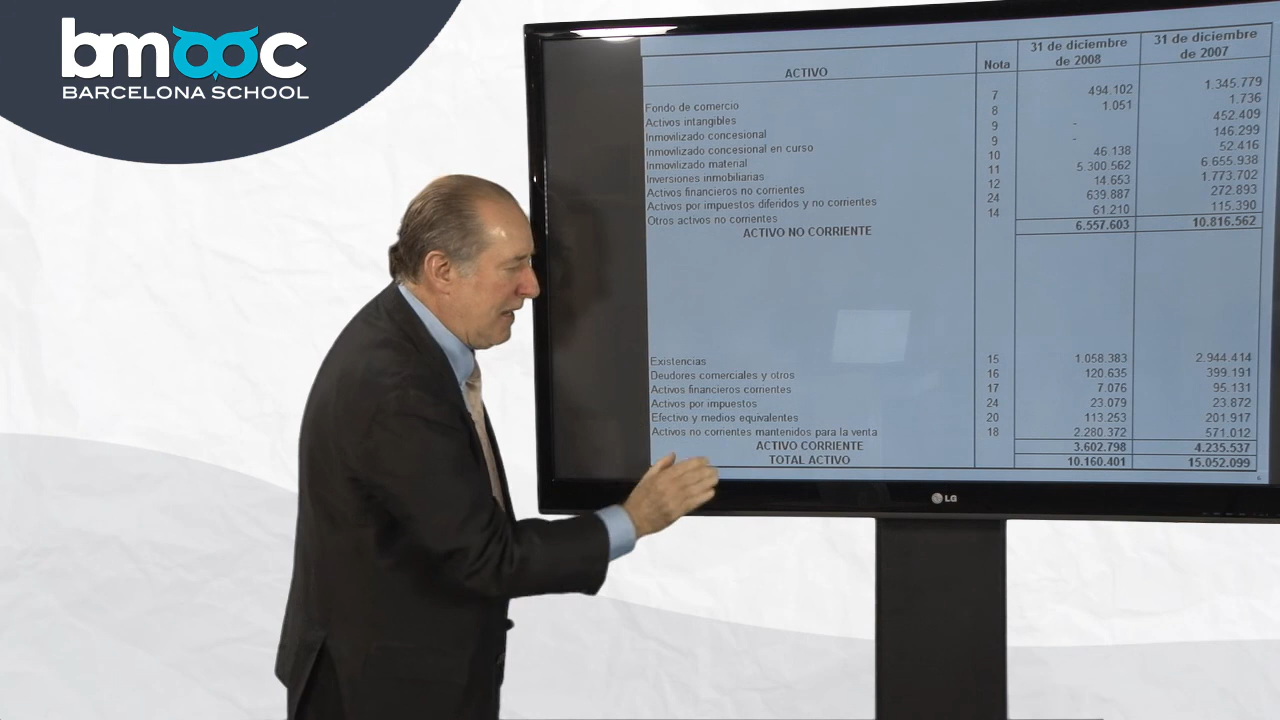 bmooc
BARCELONA SCHOOL
ACTIVO Nota 31 de diciembre de 2008 31 de diciembre de 2007
Fondo de comercio 7 494.102 1.345.779
Activos intangibles 8 1.051 1.736
Inmovilizado concesional 9 - 452.409
Inmovilizado concesional en curso 9 - 146.299
Inmovilizado material 10 46.138 52.416
Inversiones inmobiliarias 11 5.300.562 6.655.938
Activos financieros no corrientes 12 14.653 1.773.702
Activos por impuestos diferidos y no corrientes 24 639.887 272.893
Otros activos no corrientes 14 61.210 115.390
ACTIVO NO CORRIENTE 6.557.603 10.816.562
Existencias 15 1.058.383 2.944.414
Deudores comerciales y otros 16 120.635 399.191
Activos financieros corrientes 17 7.076 95.131
Activos por impuestos 24 23.079 23.872
Efectivo y medios equivalentes 20 113.253 201.917
Activos no corrientes mantenidos para la venta 18 2.280.372 571.012
ACTIVO CORRIENTE 3.602.798 4.235.537
TOTAL ACTIVO 10.160.401 15.052.099
LG